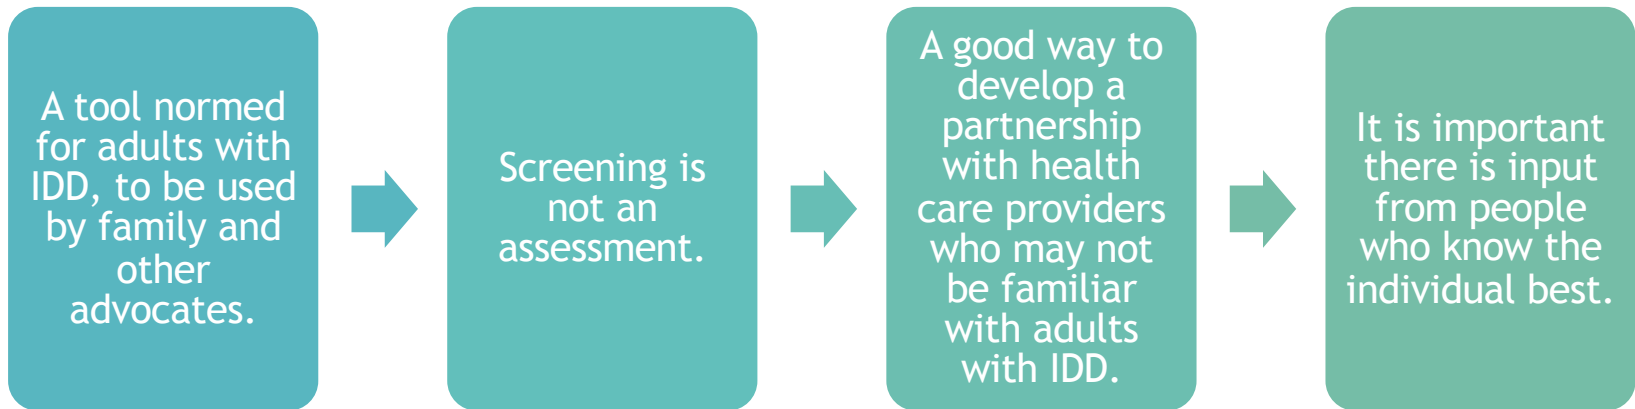 A tool normed
for adults with
IDD, to be used
by family and
other
advocates.
Screening is
not an
assessment.
A good way to
develop a
partnership
with health
care providers
who may not
be familiar
with adults
with IDD.
It is important
there is input
from people
who know the
individual best.